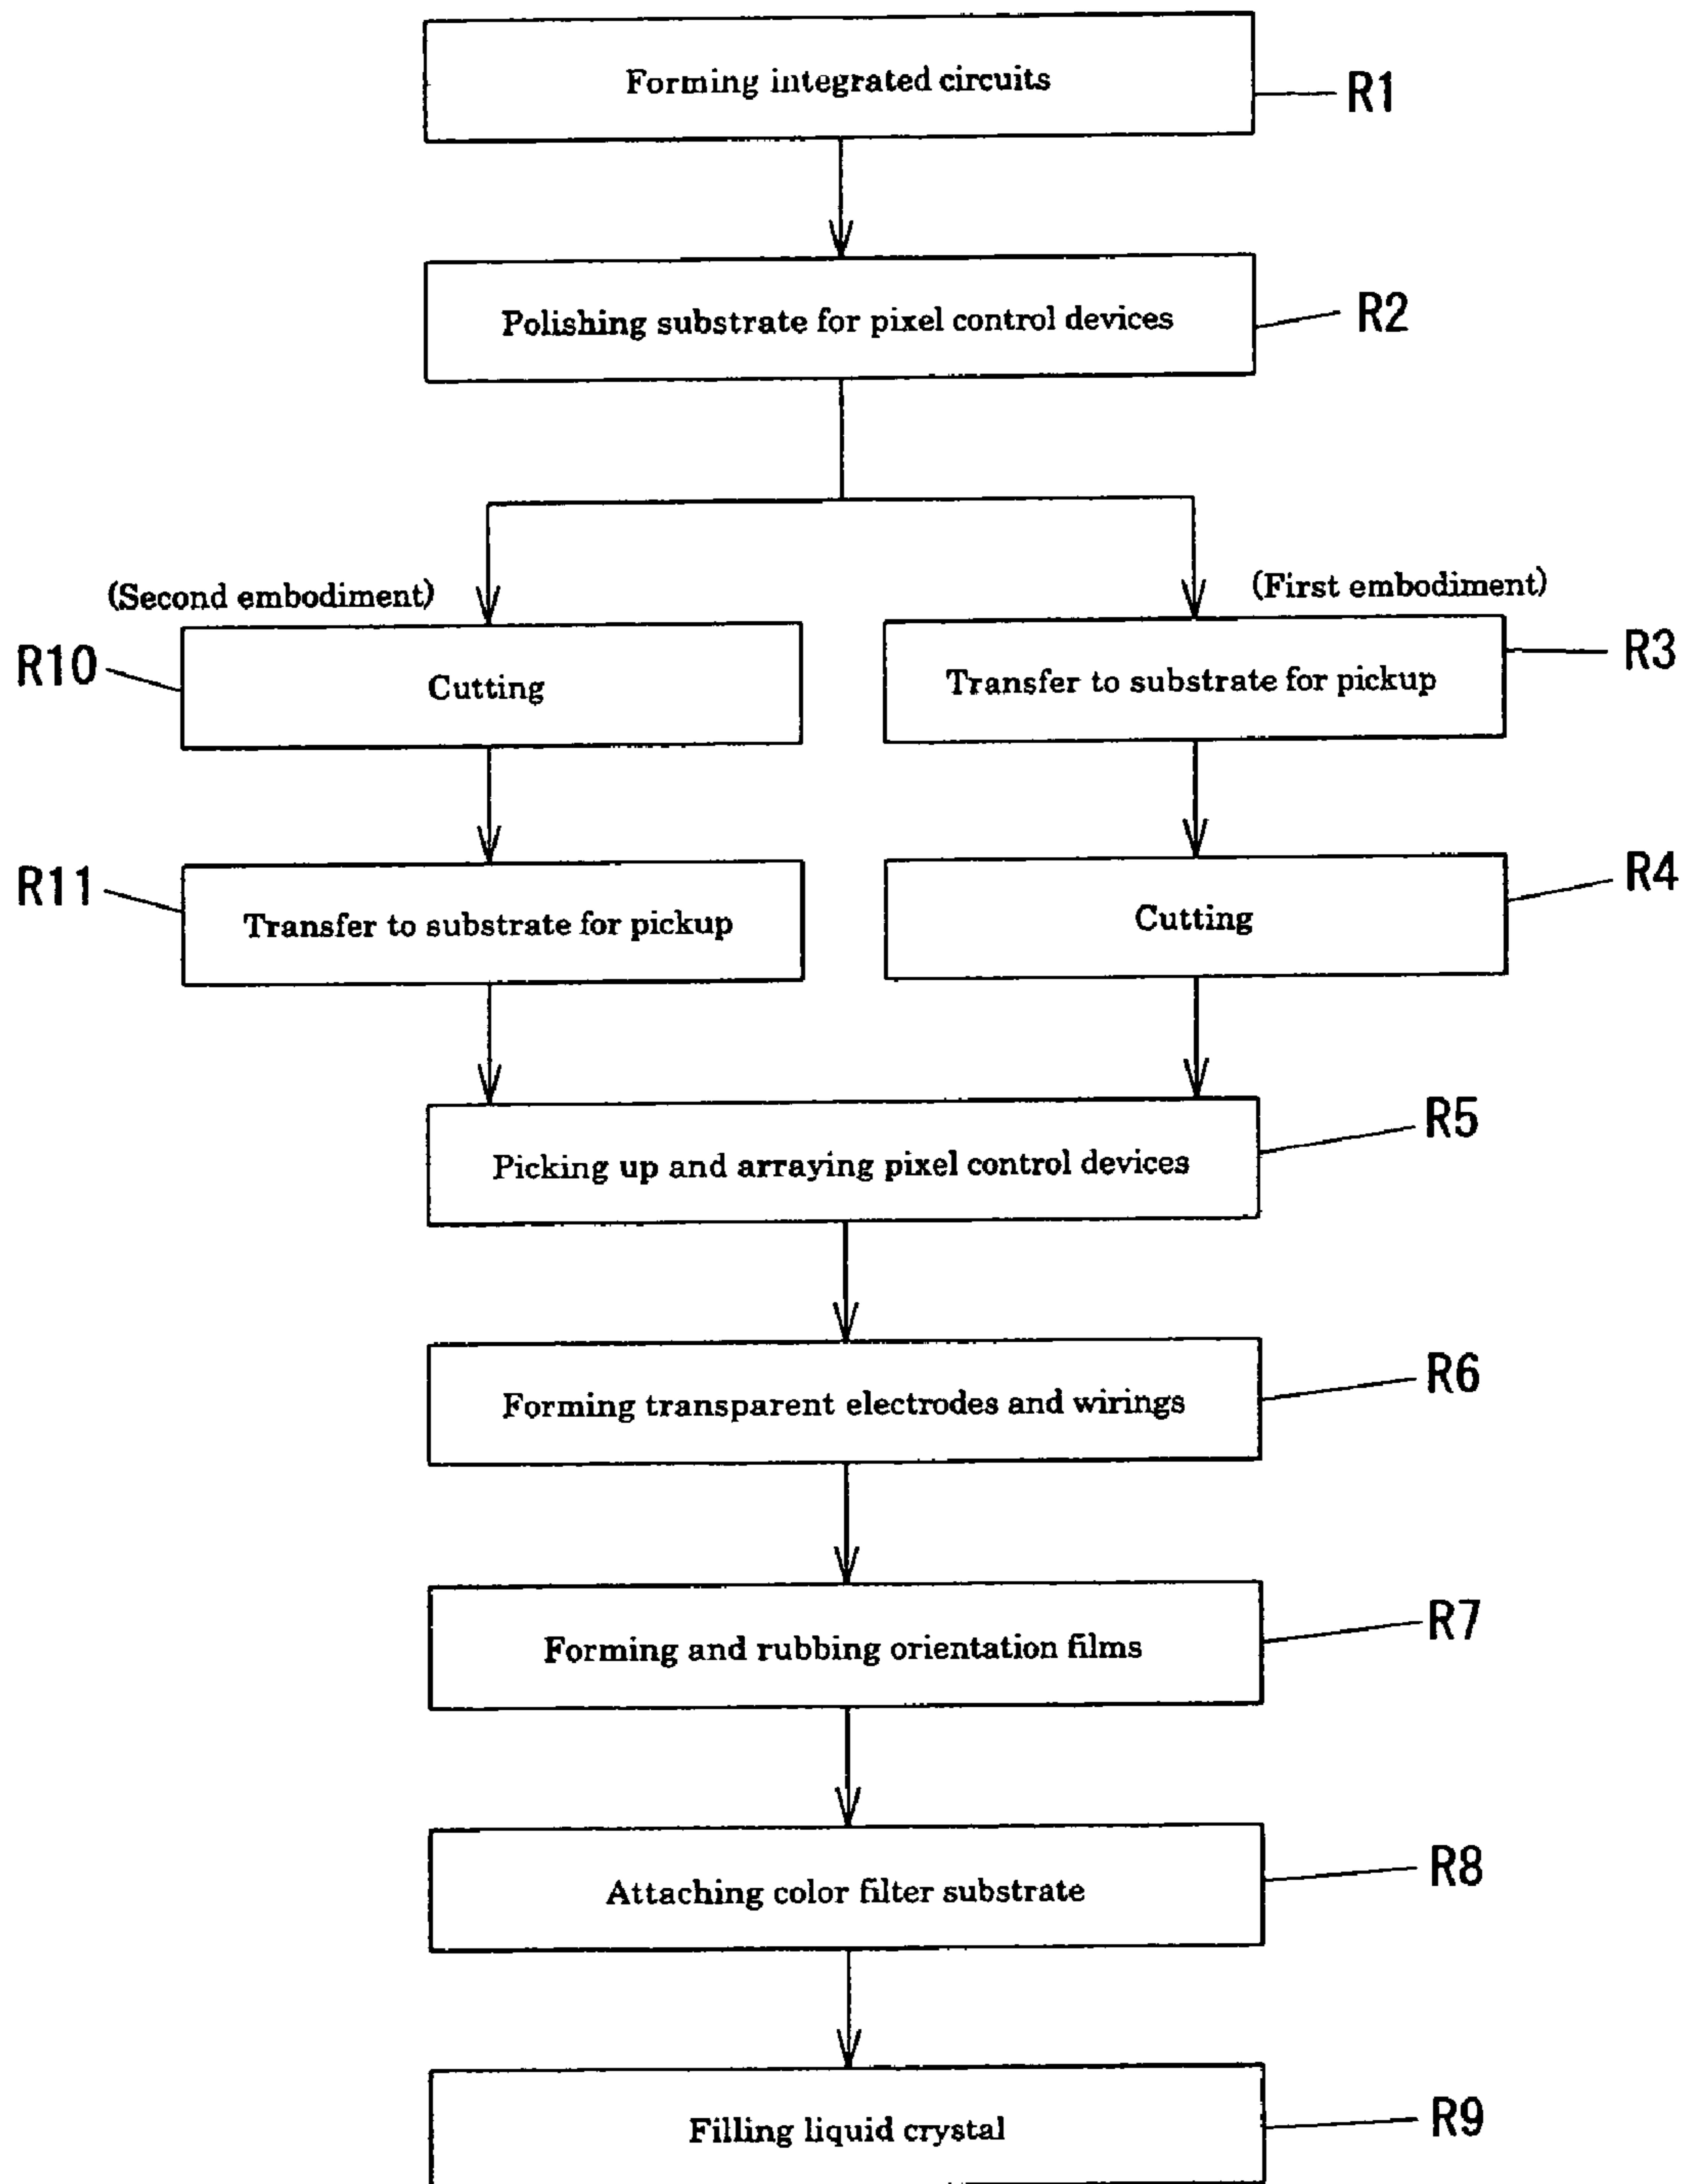 Forming integrated circuits
R1
Polishing substrate for pixel control devices
R2
(Second embodiment)
(First embodiment)
R10
Cutting
Transfer to substrate for pickup
R3
R11
Transfer to substrate for pickup
Cutting
R4
Picking up and arraying pixel control devices
R5
Forming transparent electrodes and wirings
R6
Forming and rubbing orientation films
R7
Attaching color filter substrate
R8
Filling liquid crystal
R9